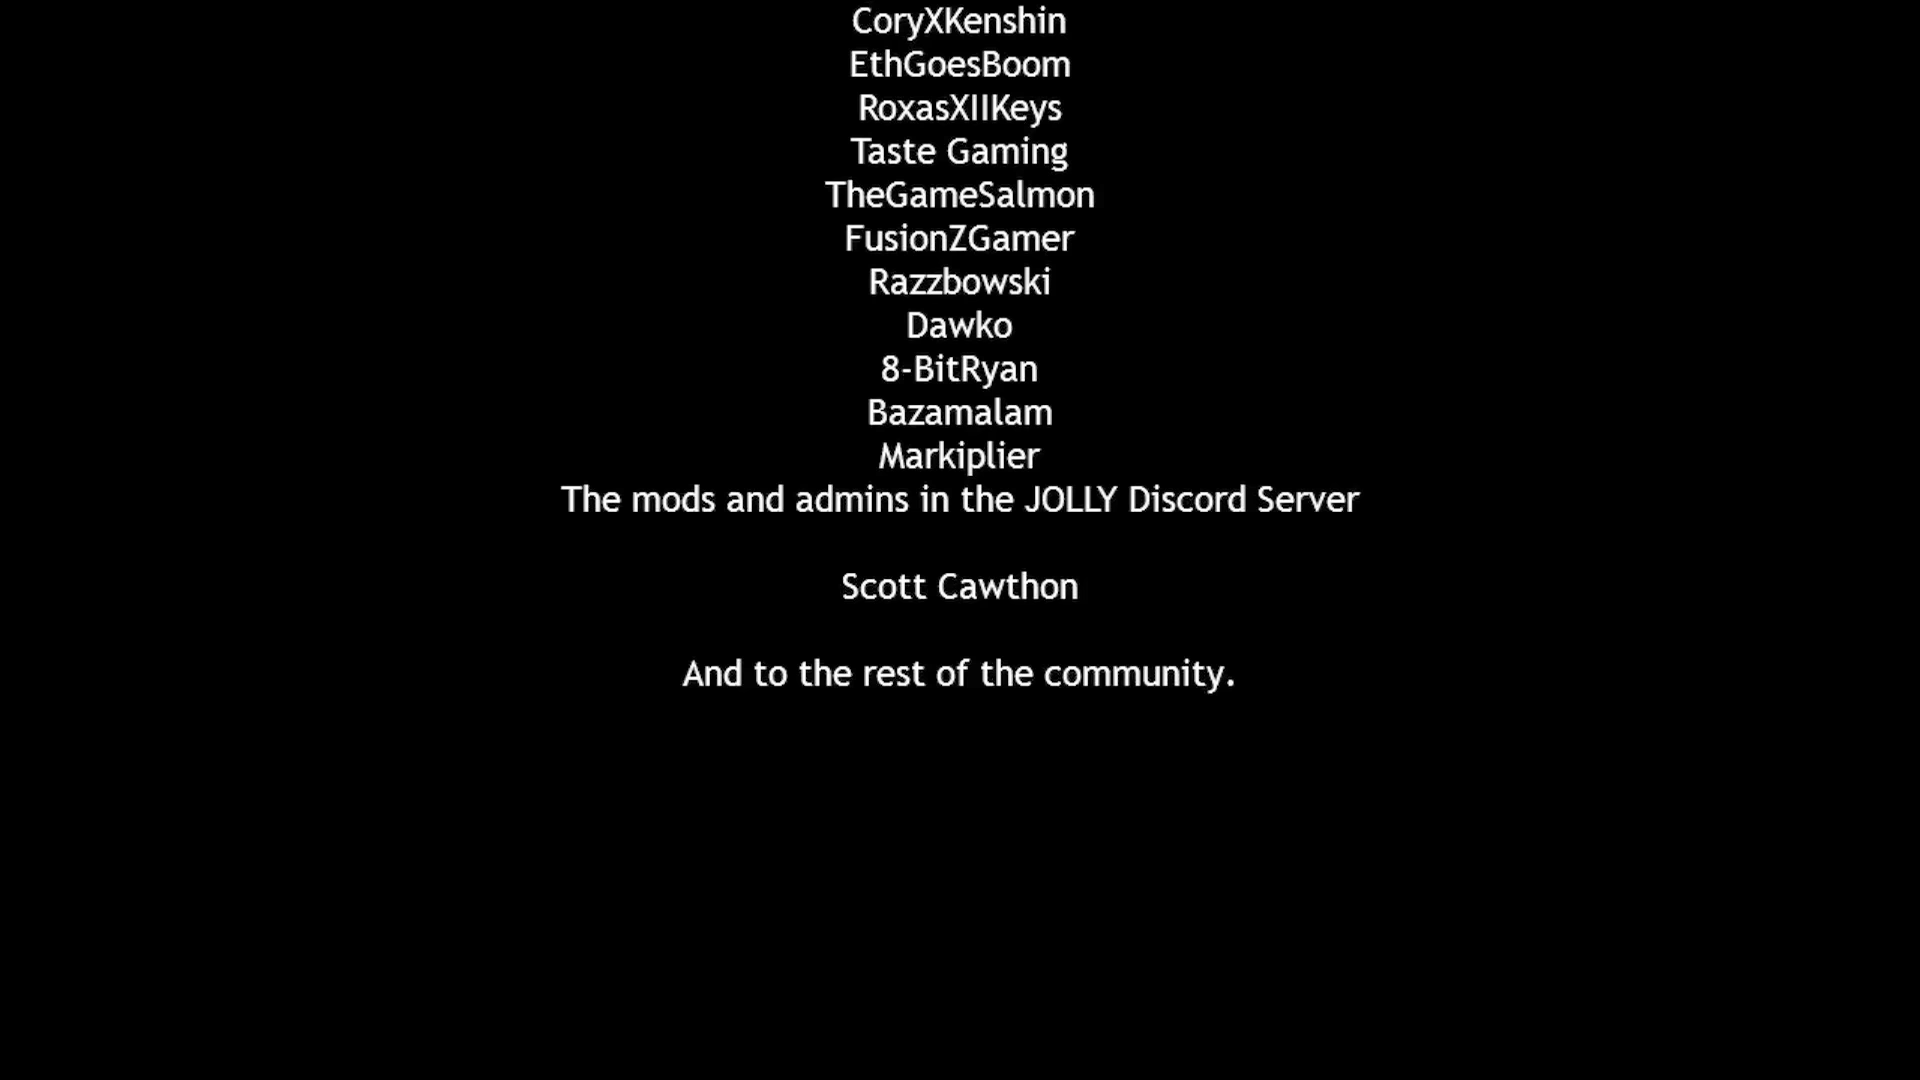 CoryXKenshin
EthGoesBoom
RoxasXIIKeys
Taste Gaming
TheGameSalmon
FusionZGamer
Razzbowski
Dawko
8-BitRyan
Bazamalam
Markiplier
The mods and admins in the JOLLY Discord Server
Scott Cawthon
And to the rest of the community.